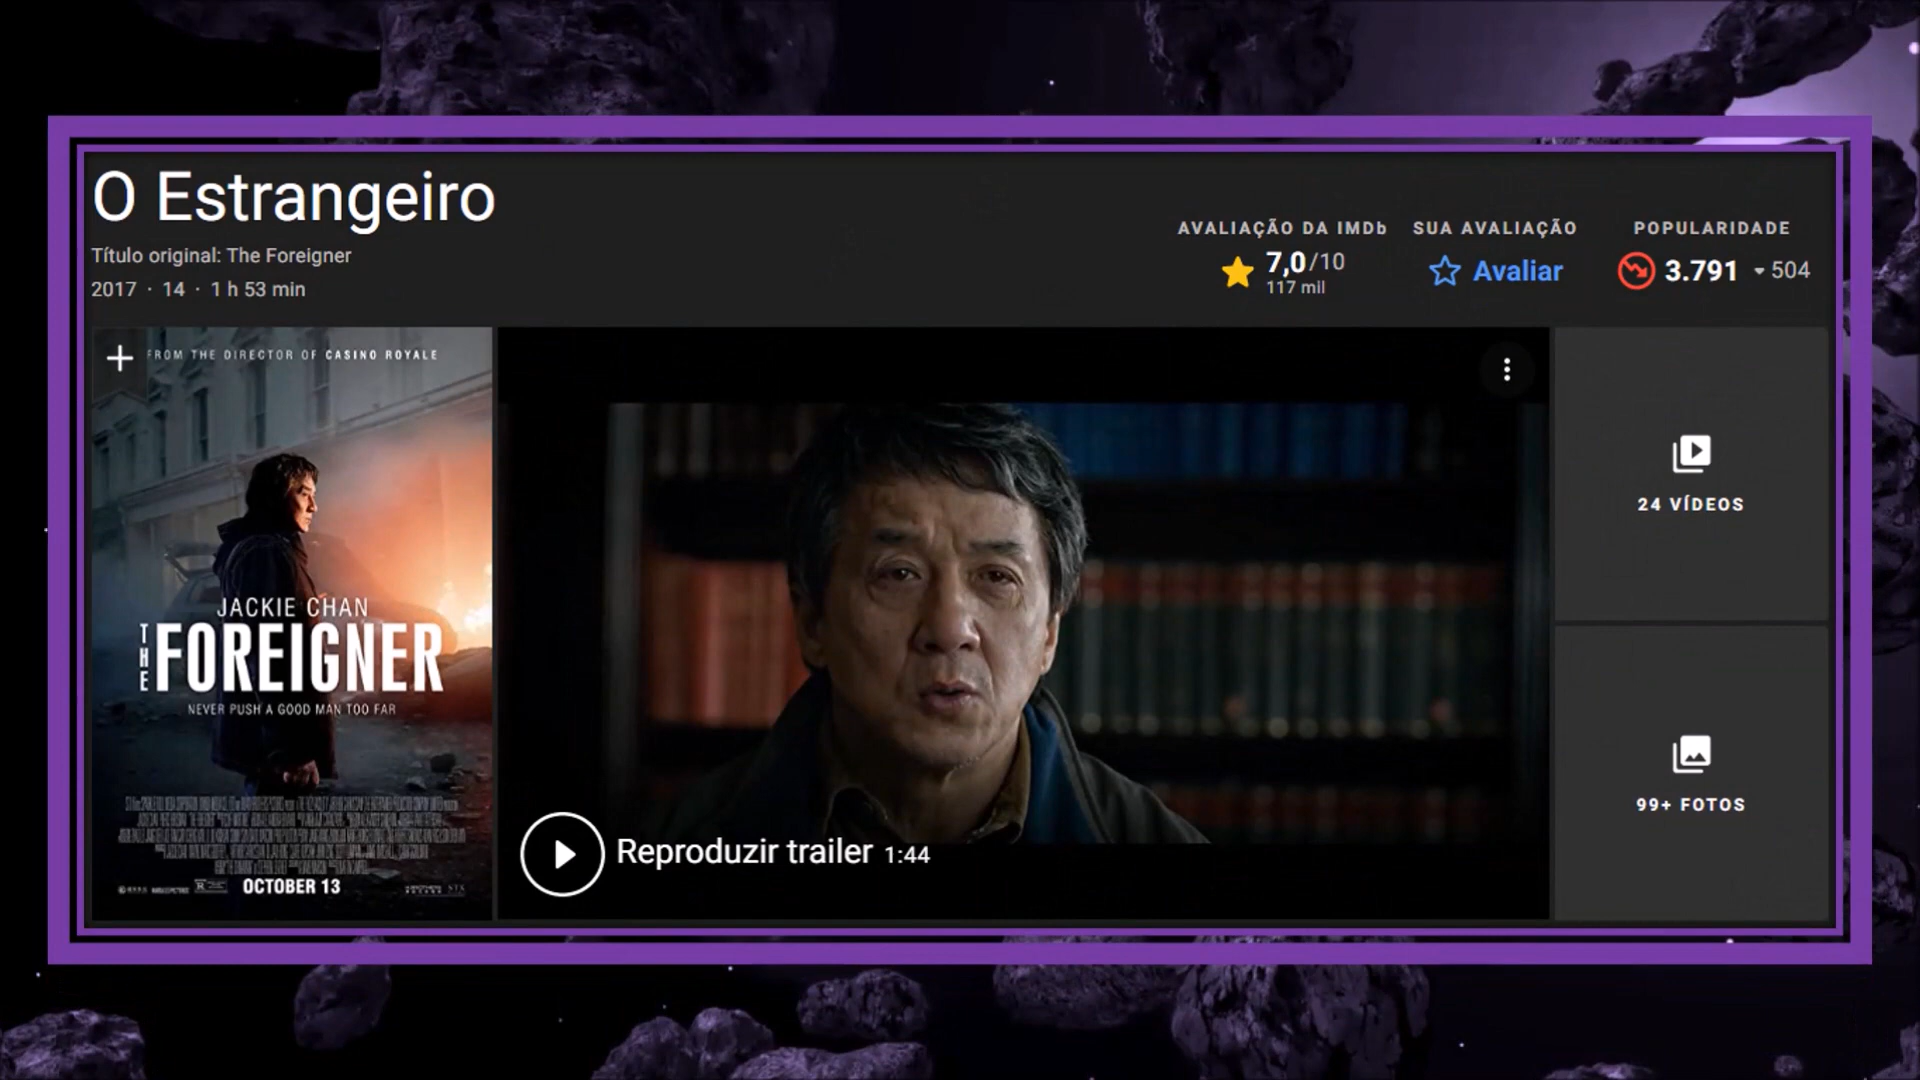 O Estrangeiro
Título original: The Foreigner
2017 · 14 · 1 h 53 min
AVALIAÇÃO DA IMDb
7,0/10
117 mil
SUA AVALIAÇÃO
Avaliar
POPULARIDADE
3.791
504
FROM THE DIRECTOR OF CASINO ROYALE
JACKIE CHAN
THE FOREIGNER
NEVER PUSH A GOOD MAN TOO FAR
OCTOBER 13
Reproduzir trailer 1:44
24 VÍDEOS
99+ FOTOS